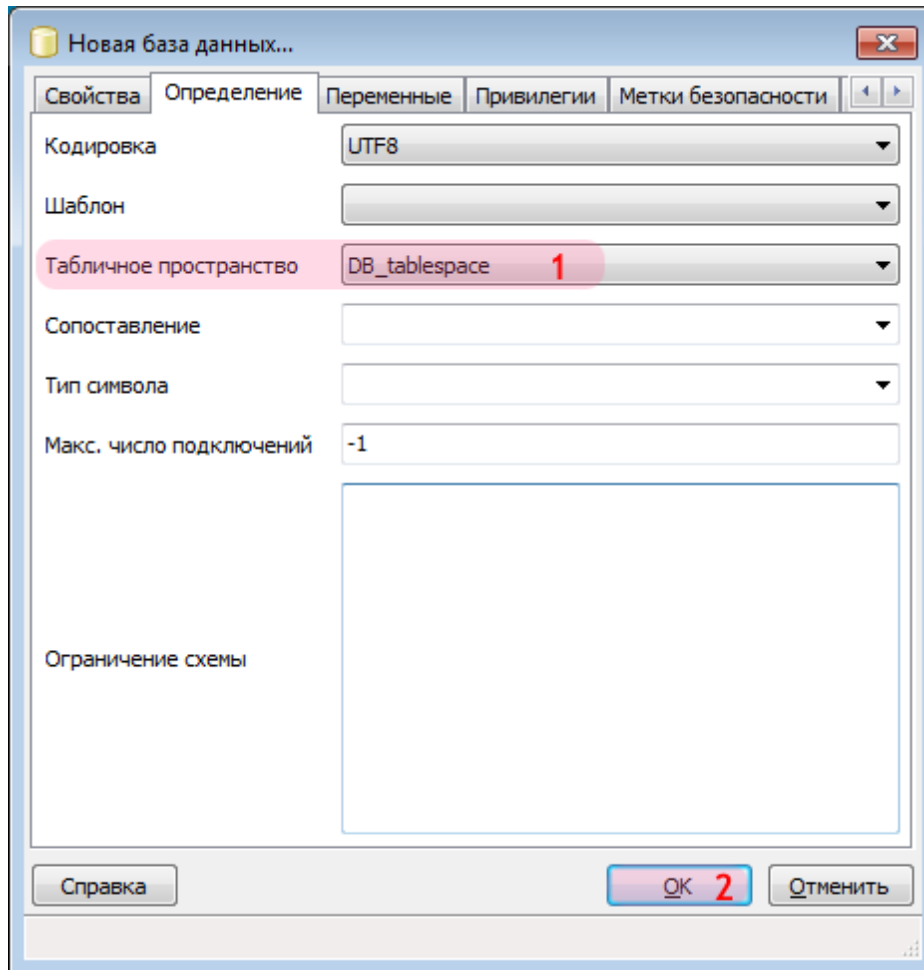 Новая база данных...
Свойства Определение Переменные Привилегии Метки безопасности
Кодировка UTF8
Шаблон
Табличное пространство DB_tablespace 1
Сопоставление
Тип символа
Макс. число подключений -1
Ограничение схемы
Справка OK 2 Отменить